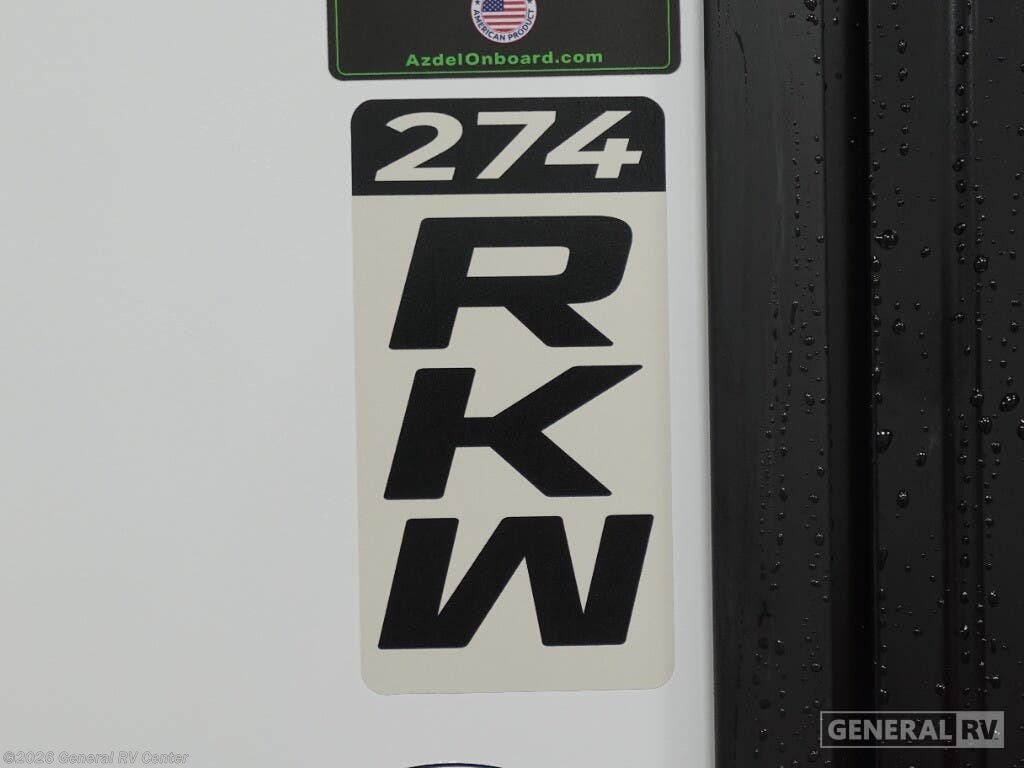 AMERICAN PRODUCT
AzdelOnboard.com
274
R
K
W
GENERAL RV
©2026 General RV Center